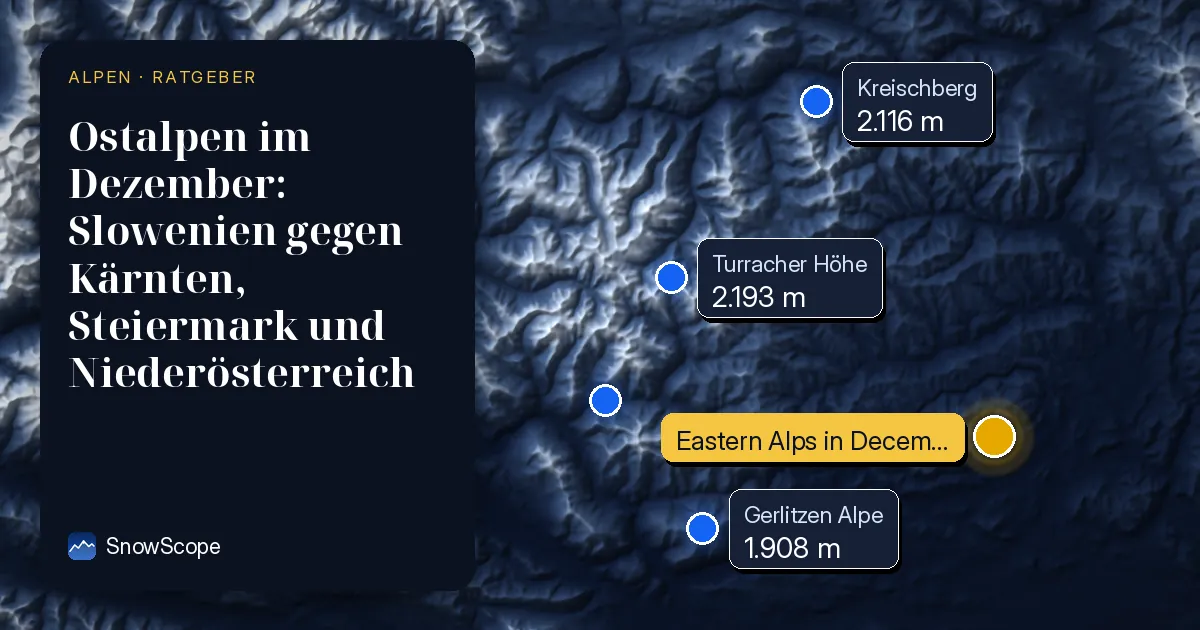 ALPEN · RATGEBER
Ostalpen im
Dezember:
Slowenien gegen
Kärnten,
Steiermark und
Niederösterreich
SnowScope
Kreischberg
2.116 m
Turracher Höhe
2.193 m
Eastern Alps in Decem...
Gerlitzen Alpe
1.908 m